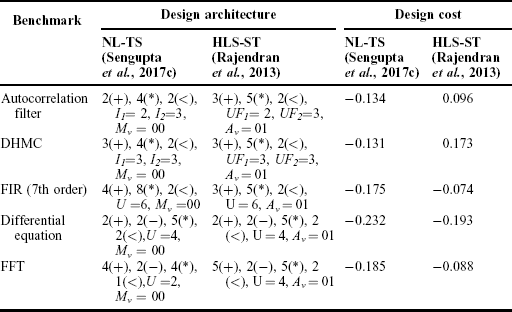 Benchmark Design architecture Design cost
NL-TS HLS-ST NL-TS HLS-ST
(Sengupta (Rajendran (Sengupta (Rajendran
et al., 2017c) et al., 2013) et al., 2017c) et al., 2013)
Autocorrelation 2(+), 4(*), 2(<), 3(+), 5(*), 2(<), −0.134 0.096
filter I1= 2, I2=3, UF1= 2, UF2=3,
Mv = 00 Av = 01
DHMC 3(+), 4(*), 2(<), 3(+), 5(*), 2(<), −0.131 0.173
I1=3, I2=3, UF1=3, UF2=3,
Mv = 00 Av = 01
FIR (7th order) 4(+), 8(*), 2(<), 3(+), 5(*), 2(<), −0.175 −0.074
U =6, Mv =00 U = 6, Av = 01
Differential 2(+), 2(−), 5(*), 2(+), 2(−), 5(*), 2 −0.232 −0.193
equation 2(<),U =4, (<), U = 4, Av = 01
Mv = 00
FFT 4(+), 2(−), 4(*), 5(+), 2(−), 5(*), 2 −0.185 −0.088
1(<),U =2, (<), U = 4, Av = 01
Mv = 00